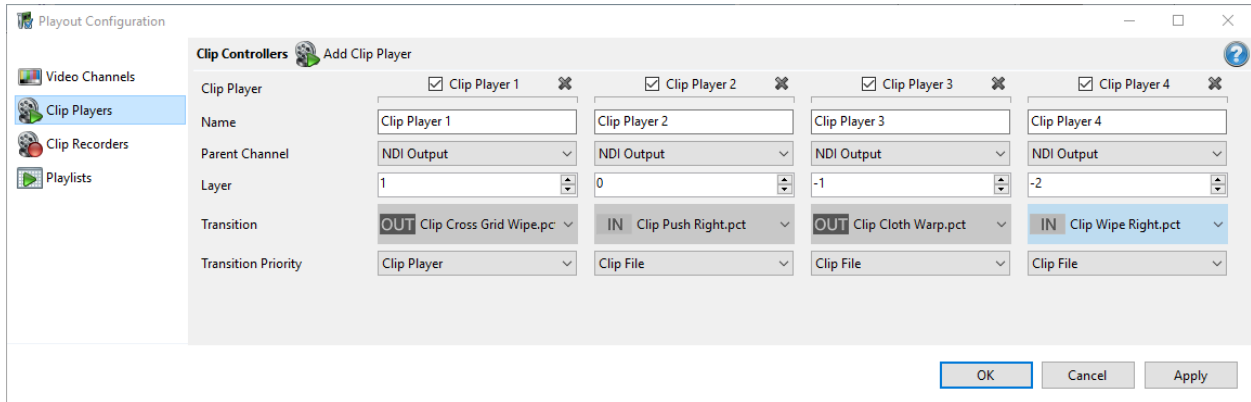 Playout Configuration
Video Channels
Clip Players
Clip Recorders
Playlists
Clip Controllers Add Clip Player
Clip Player Clip Player 1 Clip Player 2 Clip Player 3 Clip Player 4
Name Clip Player 1 Clip Player 2 Clip Player 3 Clip Player 4
Parent Channel NDI Output NDI Output NDI Output NDI Output
Layer 1 0 -1 -2
Transition OUT Clip Cross Grid Wipe.pc IN Clip Push Right.pct OUT Clip Cloth Warp.pct IN Clip Wipe Right.pct
Transition Priority Clip Player Clip File Clip File Clip File
OK Cancel Apply